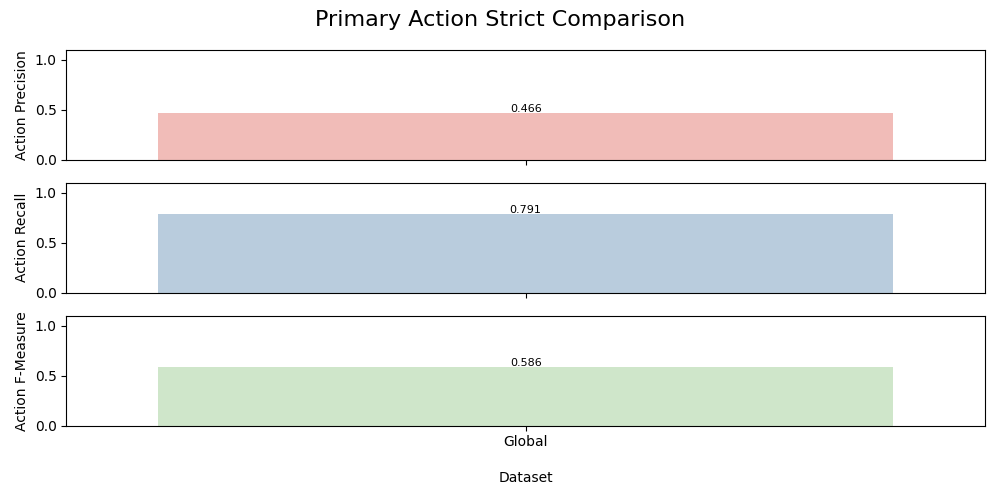 Primary Action Strict Comparison
Action Precision
1.0
0.5
0.0
0.466
Action Recall
1.0
0.5
0.0
0.791
Action F-Measure
1.0
0.5
0.0
0.586
Global
Dataset